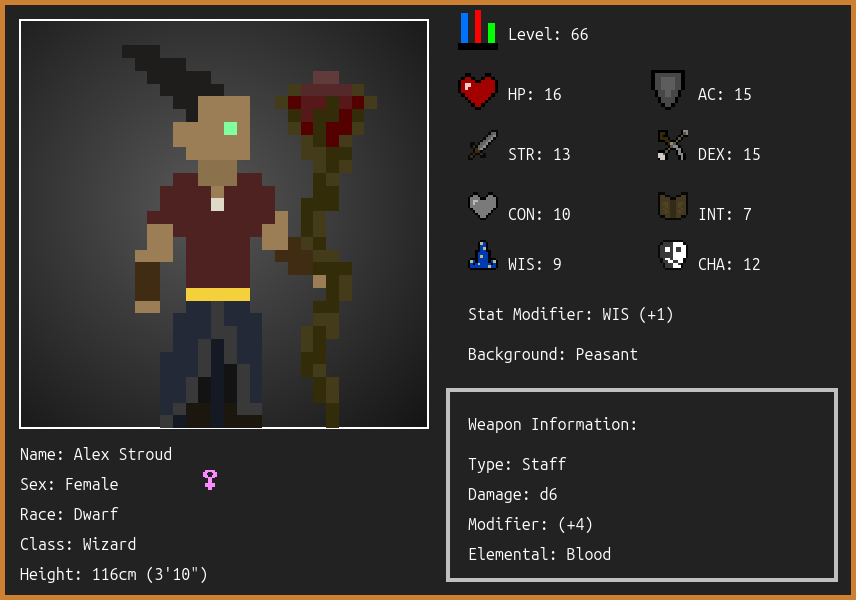 Level: 66
HP: 16
AC: 15
STR: 13
DEX: 15
CON: 10
INT: 7
WIS: 9
CHA: 12
Stat Modifier: WIS (+1)
Background: Peasant
Weapon Information:
Type: Staff
Damage: d6
Modifier: (+4)
Elemental: Blood
Name: Alex Stroud
Sex: Female
Race: Dwarf
Class: Wizard
Height: 116cm (3'10")